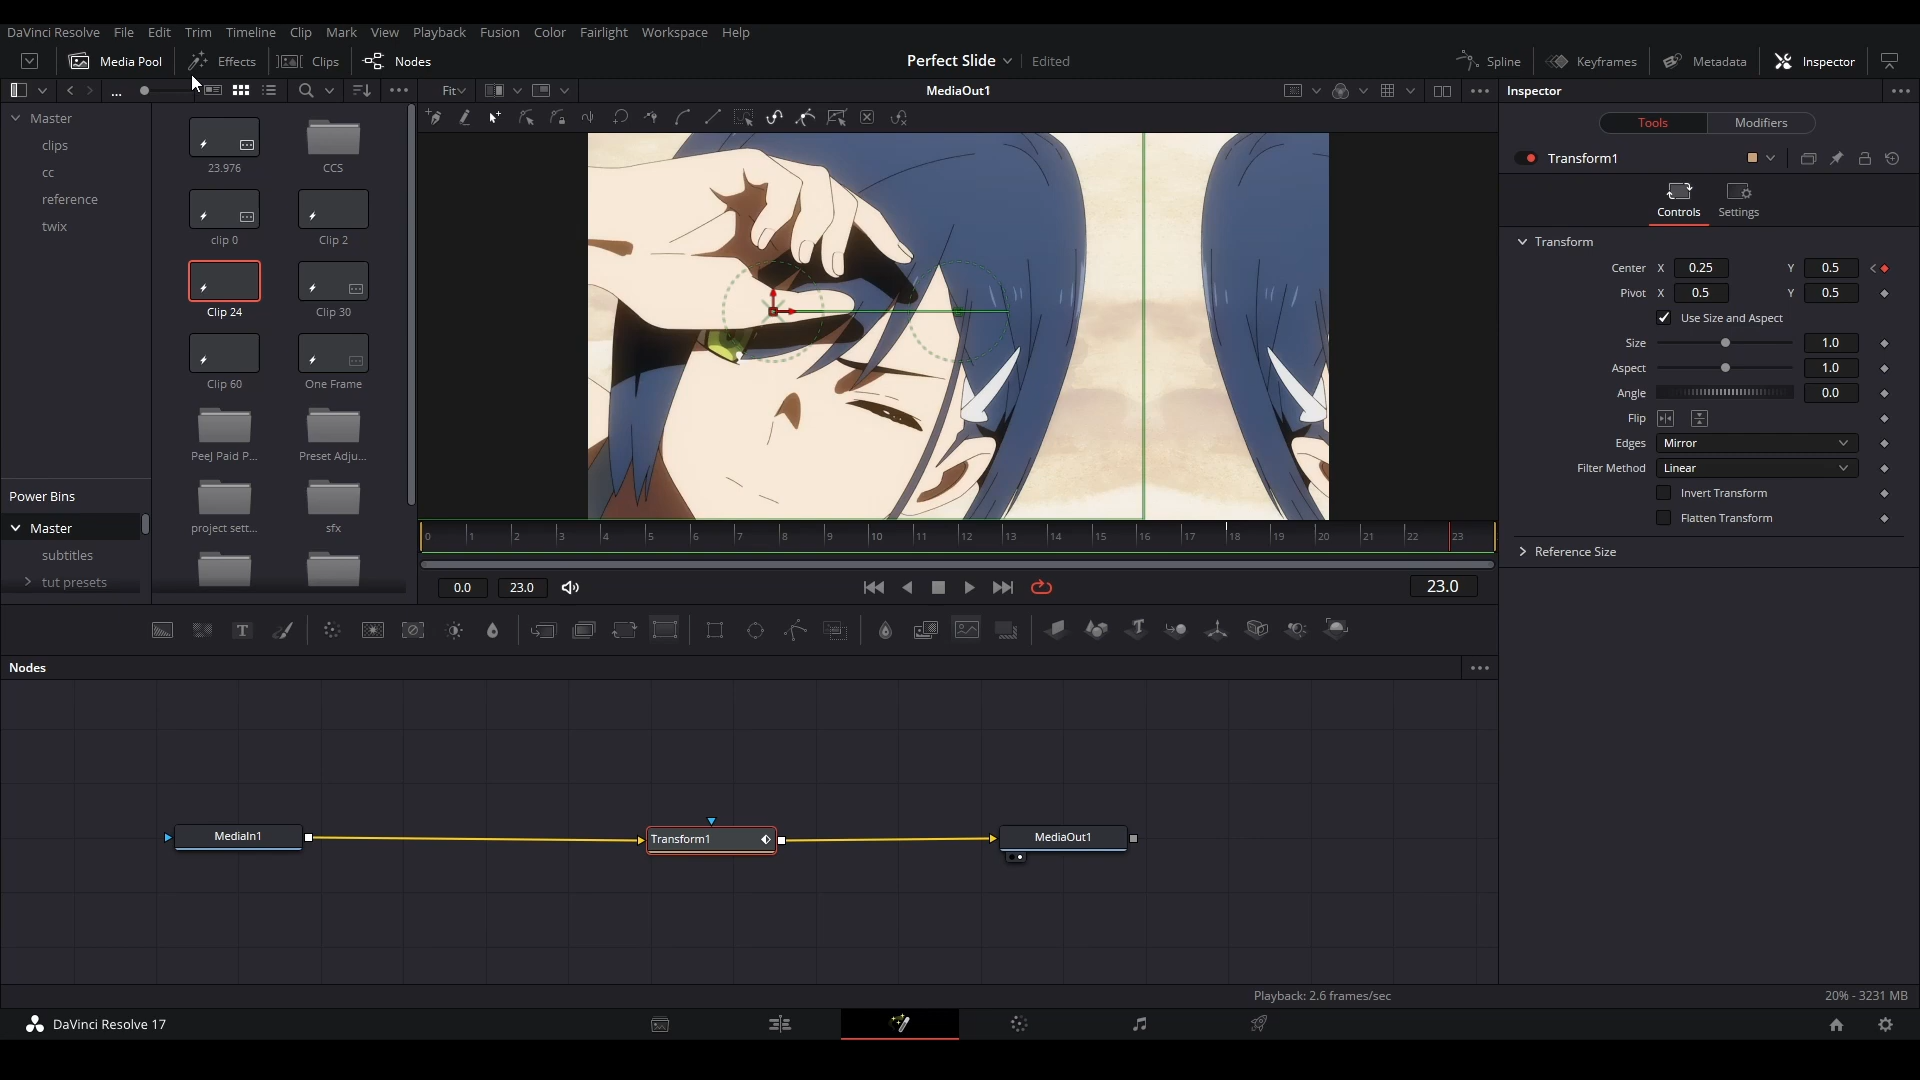 DaVinci Resolve File Edit Trim Timeline Clip Mark View Playback Fusion Color Fairlight Workspace Help
Media Pool Effects Clips Nodes Perfect Slide Edited Spline Keyframes Metadata Inspector
... Fit MediaOut1 Inspector
Master
clips
cc
reference
twix
Power Bins
Master
subtitles
tut presets
23.976 CCS
clip 0 Clip 2
Clip 24 Clip 30
Clip 60 One Frame
PeeJ Paid P... Preset Adju...
project sett... sfx
0 1 2 3 4 5 6 7 8 9 10 11 12 13 14 15 16 17 18 19 20 21 22 23
0.0 23.0 23.0
Tools Modifiers
Transform1
Controls Settings
Transform
Center X 0.25 Y 0.5
Pivot X 0.5 Y 0.5
Use Size and Aspect
Size 1.0
Aspect 1.0
Angle 0.0
Flip
Edges Mirror
Filter Method Linear
Invert Transform
Flatten Transform
Reference Size
Nodes
MediaIn1 Transform1 MediaOut1
Playback: 2.6 frames/sec 20% - 3231 MB
DaVinci Resolve 17